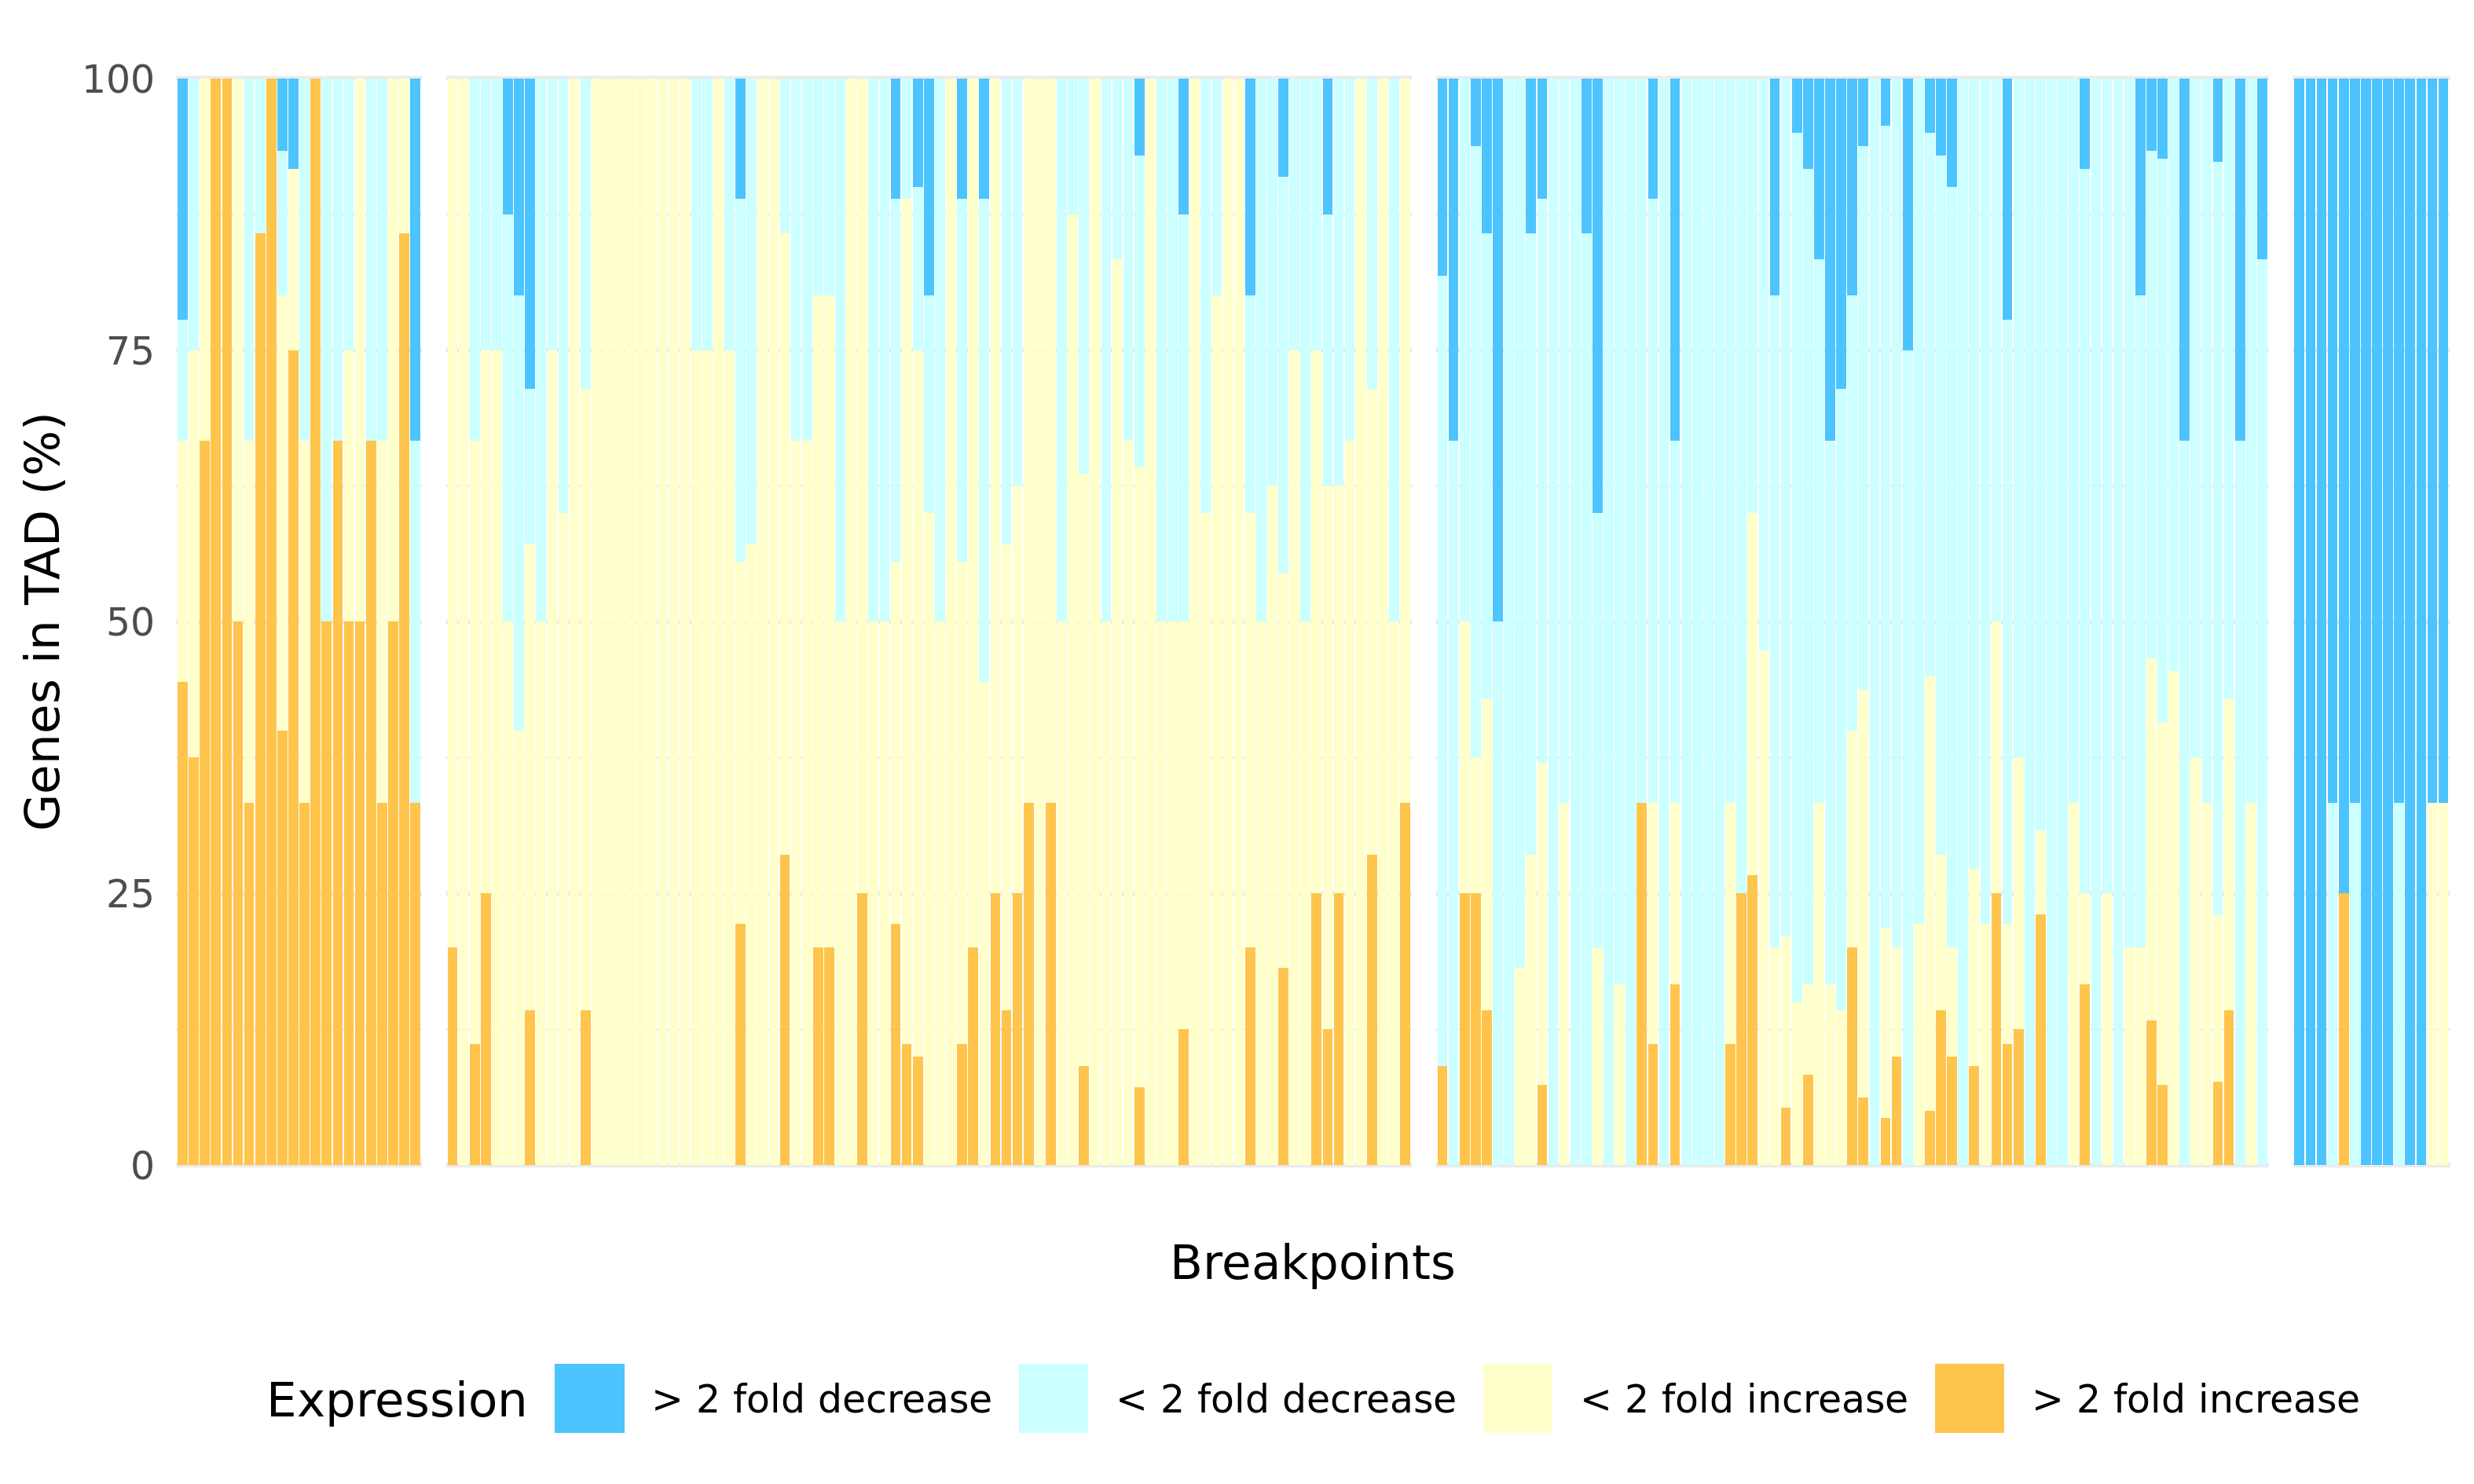 100
75
50
25
0
Genes in TAD (%)
Breakpoints
Expression > 2 fold decrease < 2 fold decrease < 2 fold increase > 2 fold increase